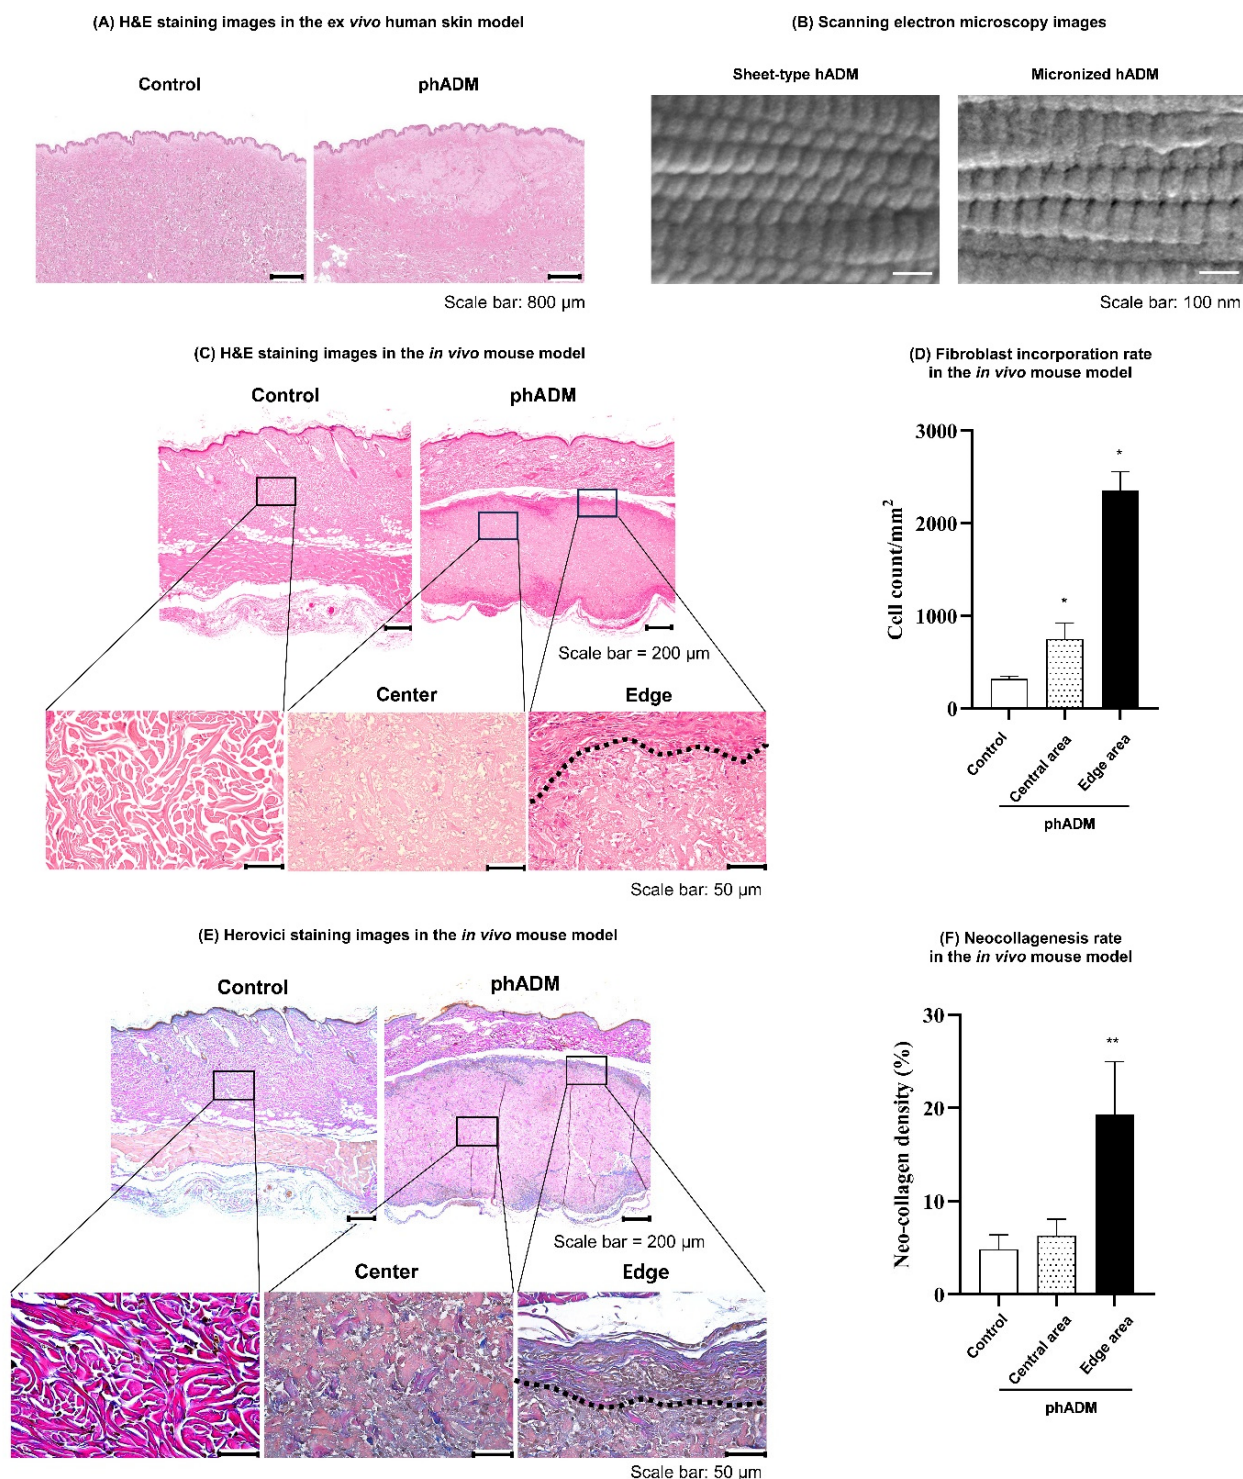 (A) H&E staining images in the ex vivo human skin model
Control
phADM
Scale bar: 800 µm
(B) Scanning electron microscopy images
Sheet-type hADM
Micronized hADM
Scale bar: 100 nm
(C) H&E staining images in the in vivo mouse model
Control
phADM
Scale bar = 200 µm
Center
Edge
Scale bar: 50 µm
(D) Fibroblast incorporation rate
in the in vivo mouse model
Cell count/mm²
3000
2000
1000
0
*
*
Control
Central area
Edge area
phADM
(E) Herovici staining images in the in vivo mouse model
Control
phADM
Scale bar = 200 µm
Center
Edge
Scale bar: 50 µm
(F) Neocollagenesis rate
in the in vivo mouse model
Neo-collagen density (%)
30
20
10
0
**
Control
Central area
Edge area
phADM